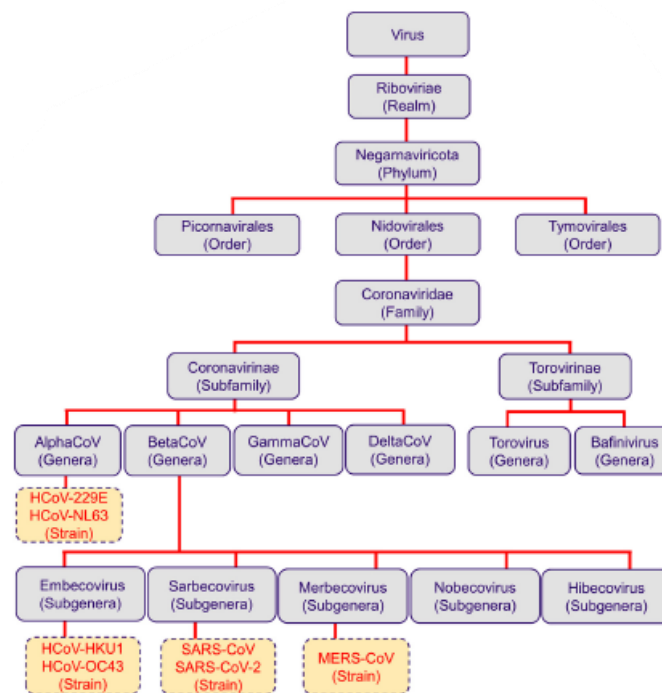 Virus
Riboviriae
(Realm)
Negarnaviricota
(Phylum)
Picornavirales
(Order)
Nidovirales
(Order)
Tymovirales
(Order)
Coronaviridae
(Family)
Coronavirinae
(Subfamily)
Torovirinae
(Subfamily)
AlphaCoV
(Genera)
BetaCoV
(Genera)
GammaCoV
(Genera)
DeltaCoV
(Genera)
Torovirus
(Genera)
Bafinivirus
(Genera)
HCoV-229E
HCoV-NL63
(Strain)
Embecovirus
(Subgenera)
Sarbecovirus
(Subgenera)
Merbecovirus
(Subgenera)
Nobecovirus
(Subgenera)
Hibecovirus
(Subgenera)
HCoV-HKU1
HCoV-OC43
(Strain)
SARS-CoV
SARS-CoV-2
(Strain)
MERS-CoV
(Strain)